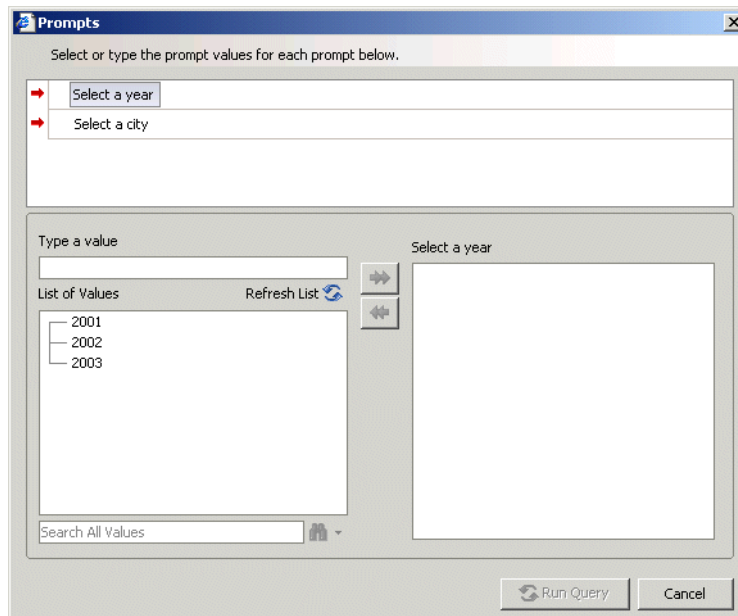 Prompts
Select or type the prompt values for each prompt below.
Select a year
Select a city
Type a value
Select a year
List of Values
Refresh List
2001
2002
2003
Search All Values
Run Query
Cancel